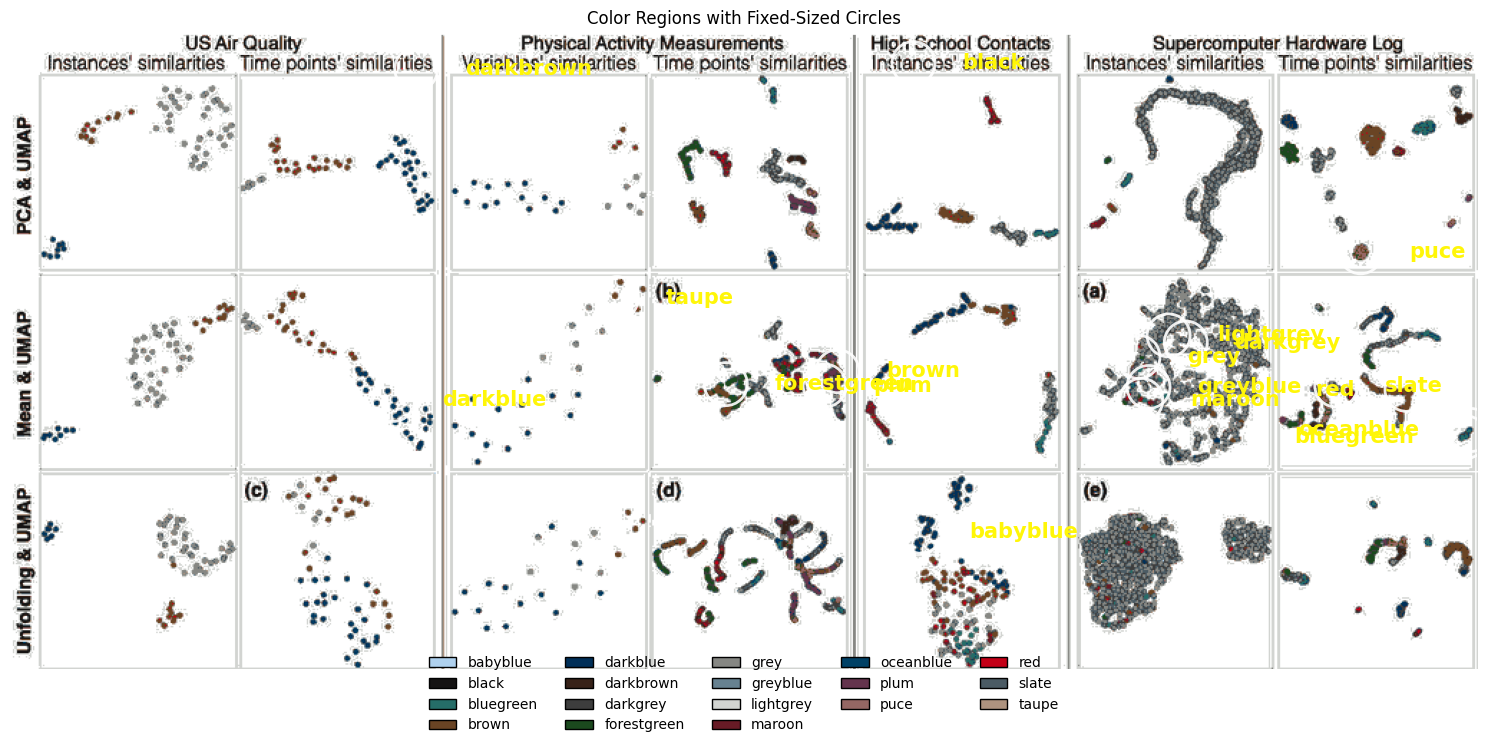 Color Regions with Fixed-Sized Circles
US Air Quality
Physical Activity Measurements
High School Contacts
Supercomputer Hardware Log
Instances' similarities
Time points' similarities
Variables' similarities
Time points' similarities
Instances' similarities
Instances' similarities
Time points' similarities
darkbrown
black
PCA & UMAP
puce
Mean & UMAP
(b)
taupe
(a)
lightgrey
darkgrey
grey
brown
plum
forestgreen
darkblue
greyblue
maroon
red
slate
oceanblue
bluegreen
Unfolding & UMAP
(c)
(d)
(e)
babyblue
babyblue
black
bluegreen
brown
darkblue
darkbrown
darkgrey
forestgreen
grey
greyblue
lightgrey
maroon
oceanblue
plum
puce
red
slate
taupe